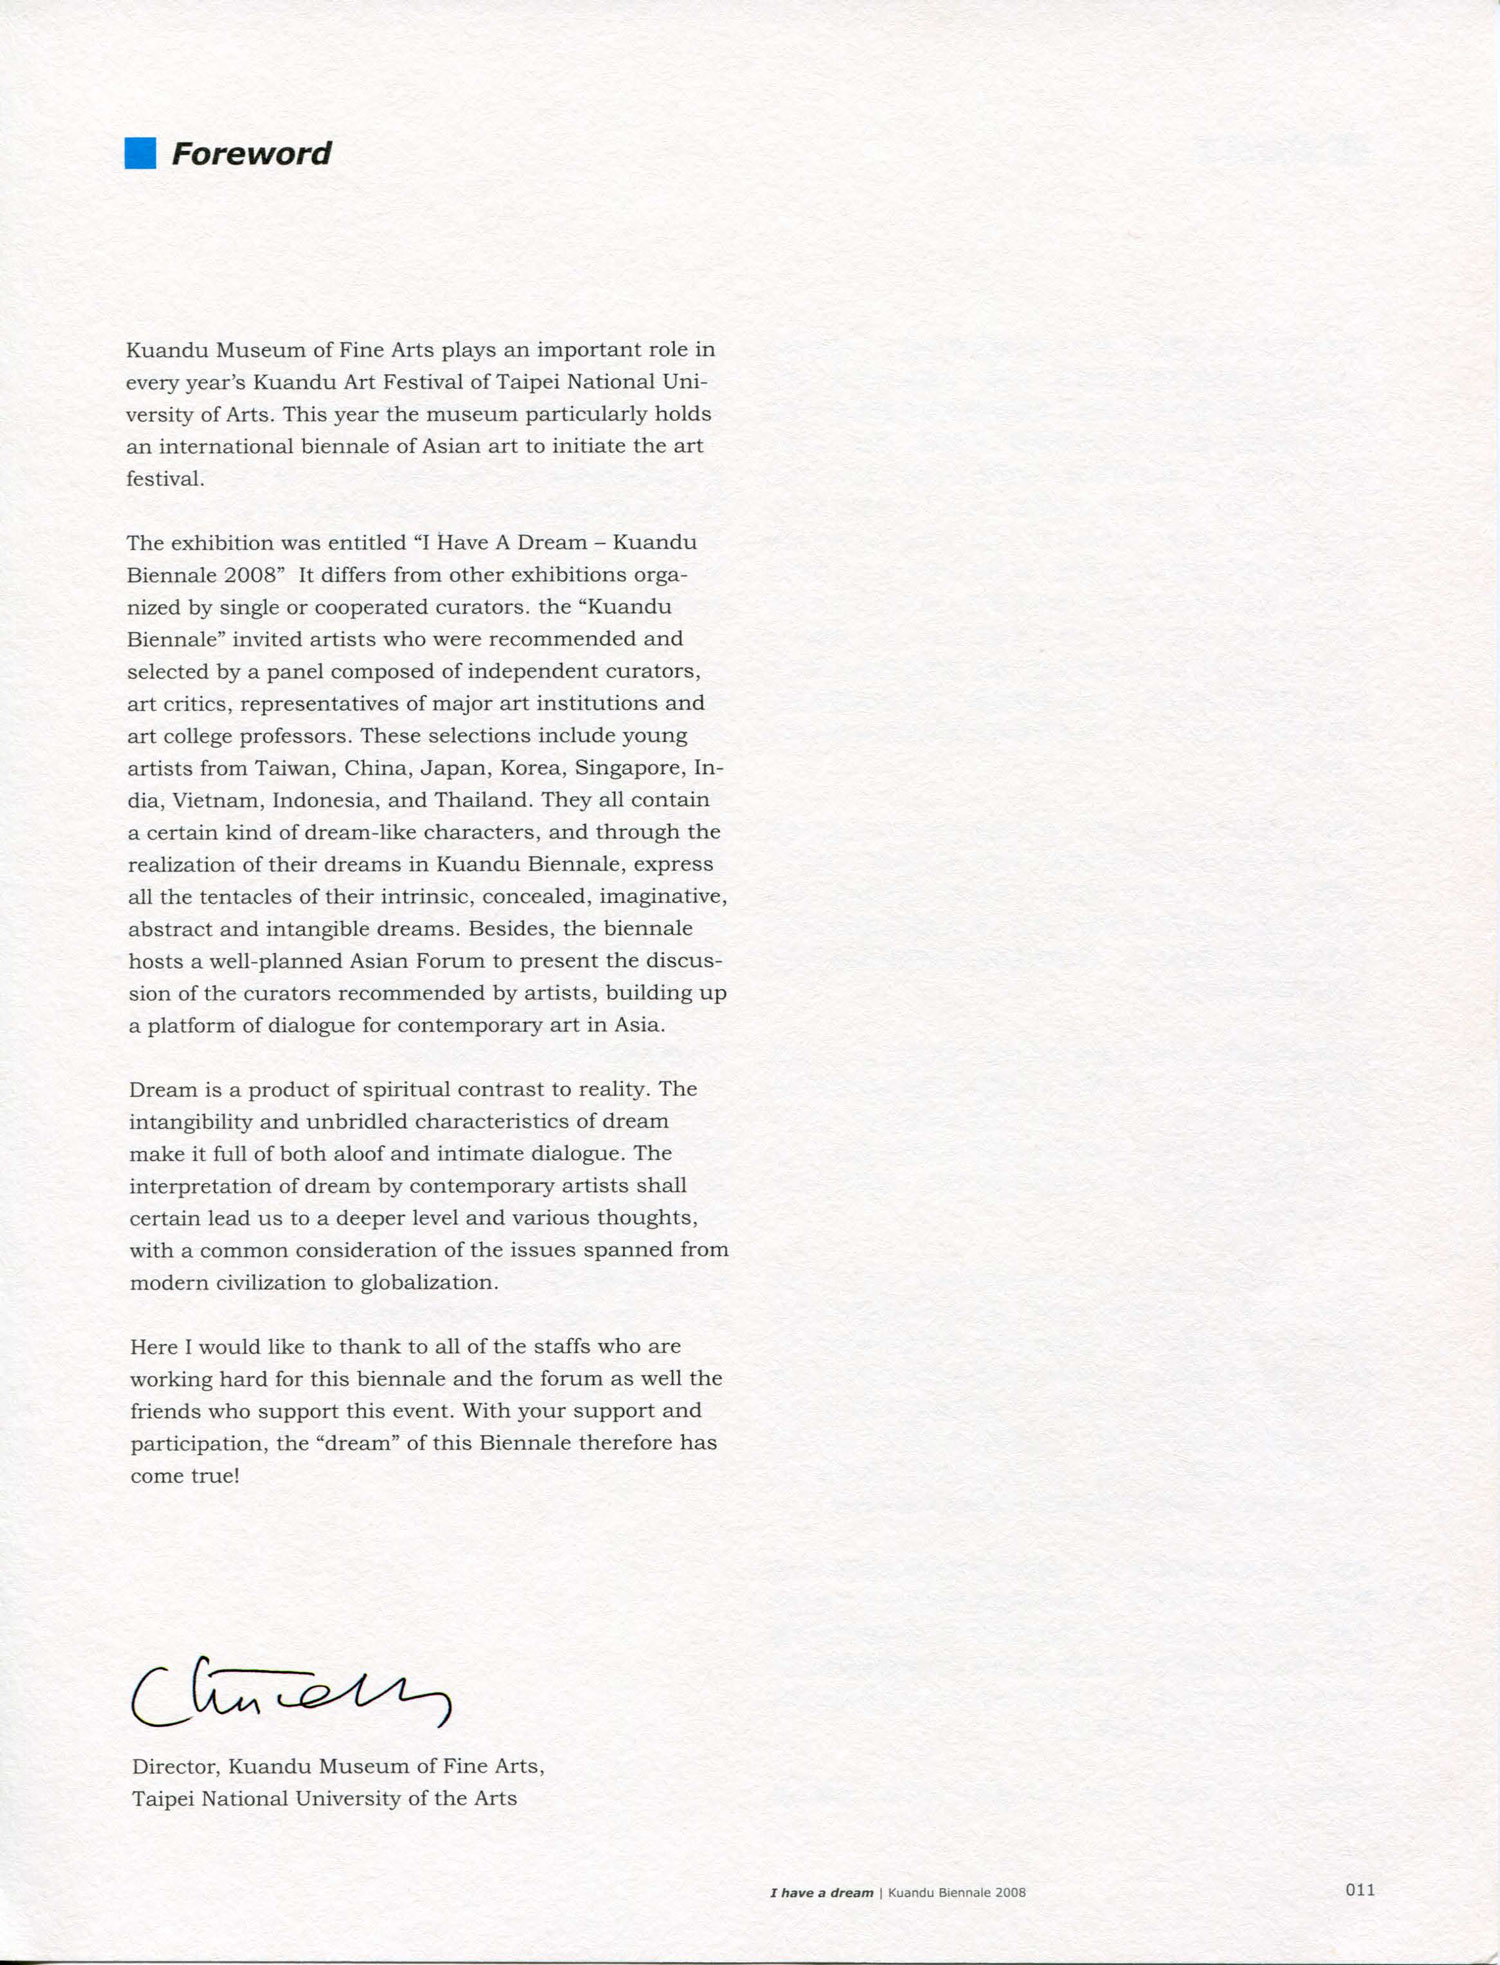 Foreword
Kuandu Museum of Fine Arts plays an important role in
every year's Kuandu Art Festival of Taipei National Uni-
versity of Arts. This year the museum particularly holds
an international biennale of Asian art to initiate the art
festival.
The exhibition was entitled “I Have A Dream – Kuandu
Biennale 2008”  It differs from other exhibitions orga-
nized by single or cooperated curators. the “Kuandu
Biennale” invited artists who were recommended and
selected by a panel composed of independent curators,
art critics, representatives of major art institutions and
art college professors. These selections include young
artists from Taiwan, China, Japan, Korea, Singapore, In-
dia, Vietnam, Indonesia, and Thailand. They all contain
a certain kind of dream-like characters, and through the
realization of their dreams in Kuandu Biennale, express
all the tentacles of their intrinsic, concealed, imaginative,
abstract and intangible dreams. Besides, the biennale
hosts a well-planned Asian Forum to present the discus-
sion of the curators recommended by artists, building up
a platform of dialogue for contemporary art in Asia.
Dream is a product of spiritual contrast to reality. The
intangibility and unbridled characteristics of dream
make it full of both aloof and intimate dialogue. The
interpretation of dream by contemporary artists shall
certain lead us to a deeper level and various thoughts,
with a common consideration of the issues spanned from
modern civilization to globalization.
Here I would like to thank to all of the staffs who are
working hard for this biennale and the forum as well the
friends who support this event. With your support and
participation, the “dream” of this Biennale therefore has
come true!
Director, Kuandu Museum of Fine Arts,
Taipei National University of the Arts
I have a dream | Kuandu Biennale 2008
011